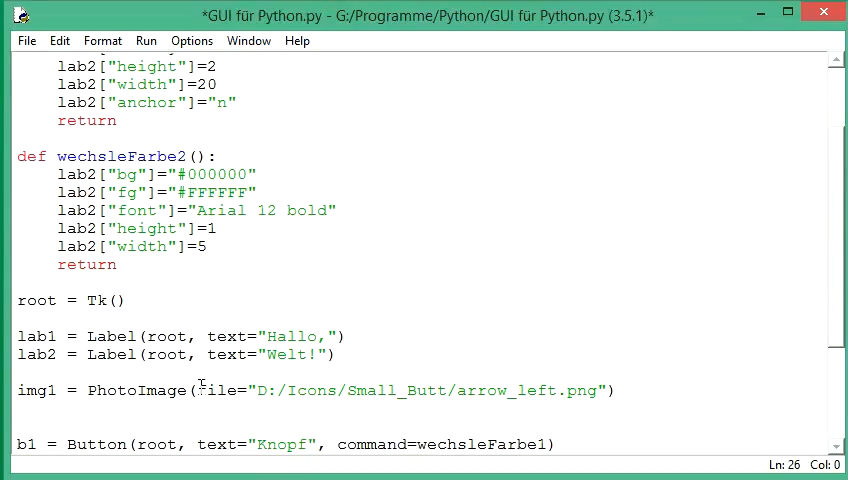 *GUI für Python.py - G:/Programme/Python/GUI für Python.py (3.5.1)*
File Edit Format Run Options Window Help
lab2["height"]=2
lab2["width"]=20
lab2["anchor"]="n"
return
def wechsleFarbe2():
lab2["bg"]="#000000"
lab2["fg"]="#FFFFFF"
lab2["font"]="Arial 12 bold"
lab2["height"]=1
lab2["width"]=5
return
root = Tk()
lab1 = Label(root, text="Hallo,")
lab2 = Label(root, text="Welt!")
img1 = PhotoImage(file="D:/Icons/Small_Butt/arrow_left.png")
b1 = Button(root, text="Knopf", command=wechsleFarbe1)
Ln: 26 Col: 0